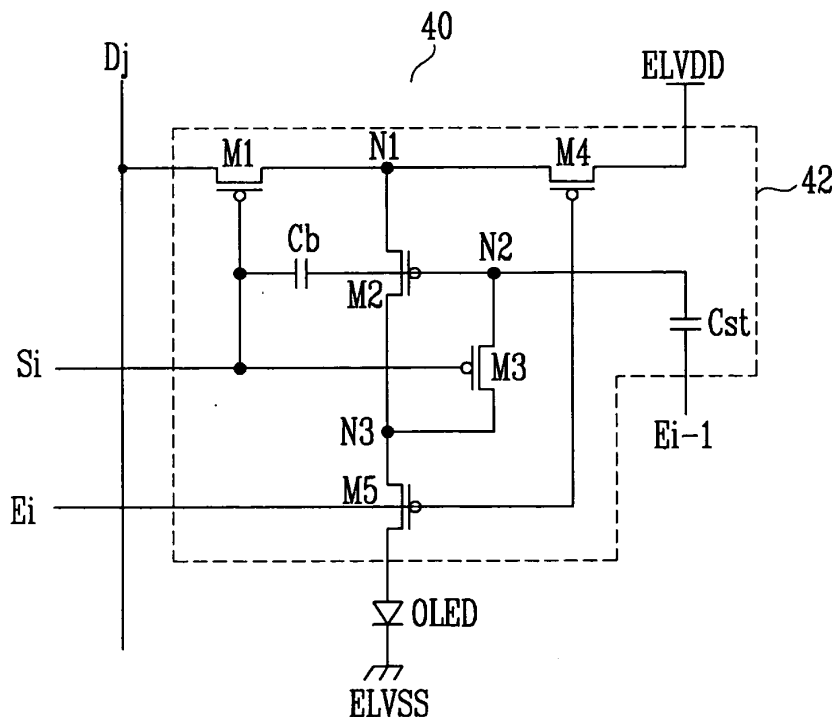 40
Dj
ELVDD
M1
N1
M4
42
Cb
N2
M2
Cst
Si
M3
N3
Ei-1
M5
Ei
OLED
ELVSS